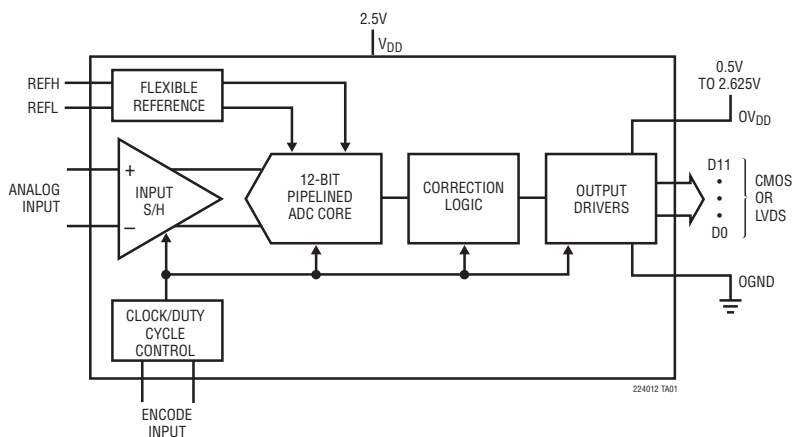 2.5V
VDD
0.5V
TO 2.625V
OVDD
REFH
REFL
FLEXIBLE
REFERENCE
ANALOG
INPUT
+
−
INPUT
S/H
12-BIT
PIPELINED
ADC CORE
CORRECTION
LOGIC
OUTPUT
DRIVERS
D11
•
•
•
D0
CMOS
OR
LVDS
OGND
CLOCK/DUTY
CYCLE
CONTROL
224012 TA01
ENCODE
INPUT